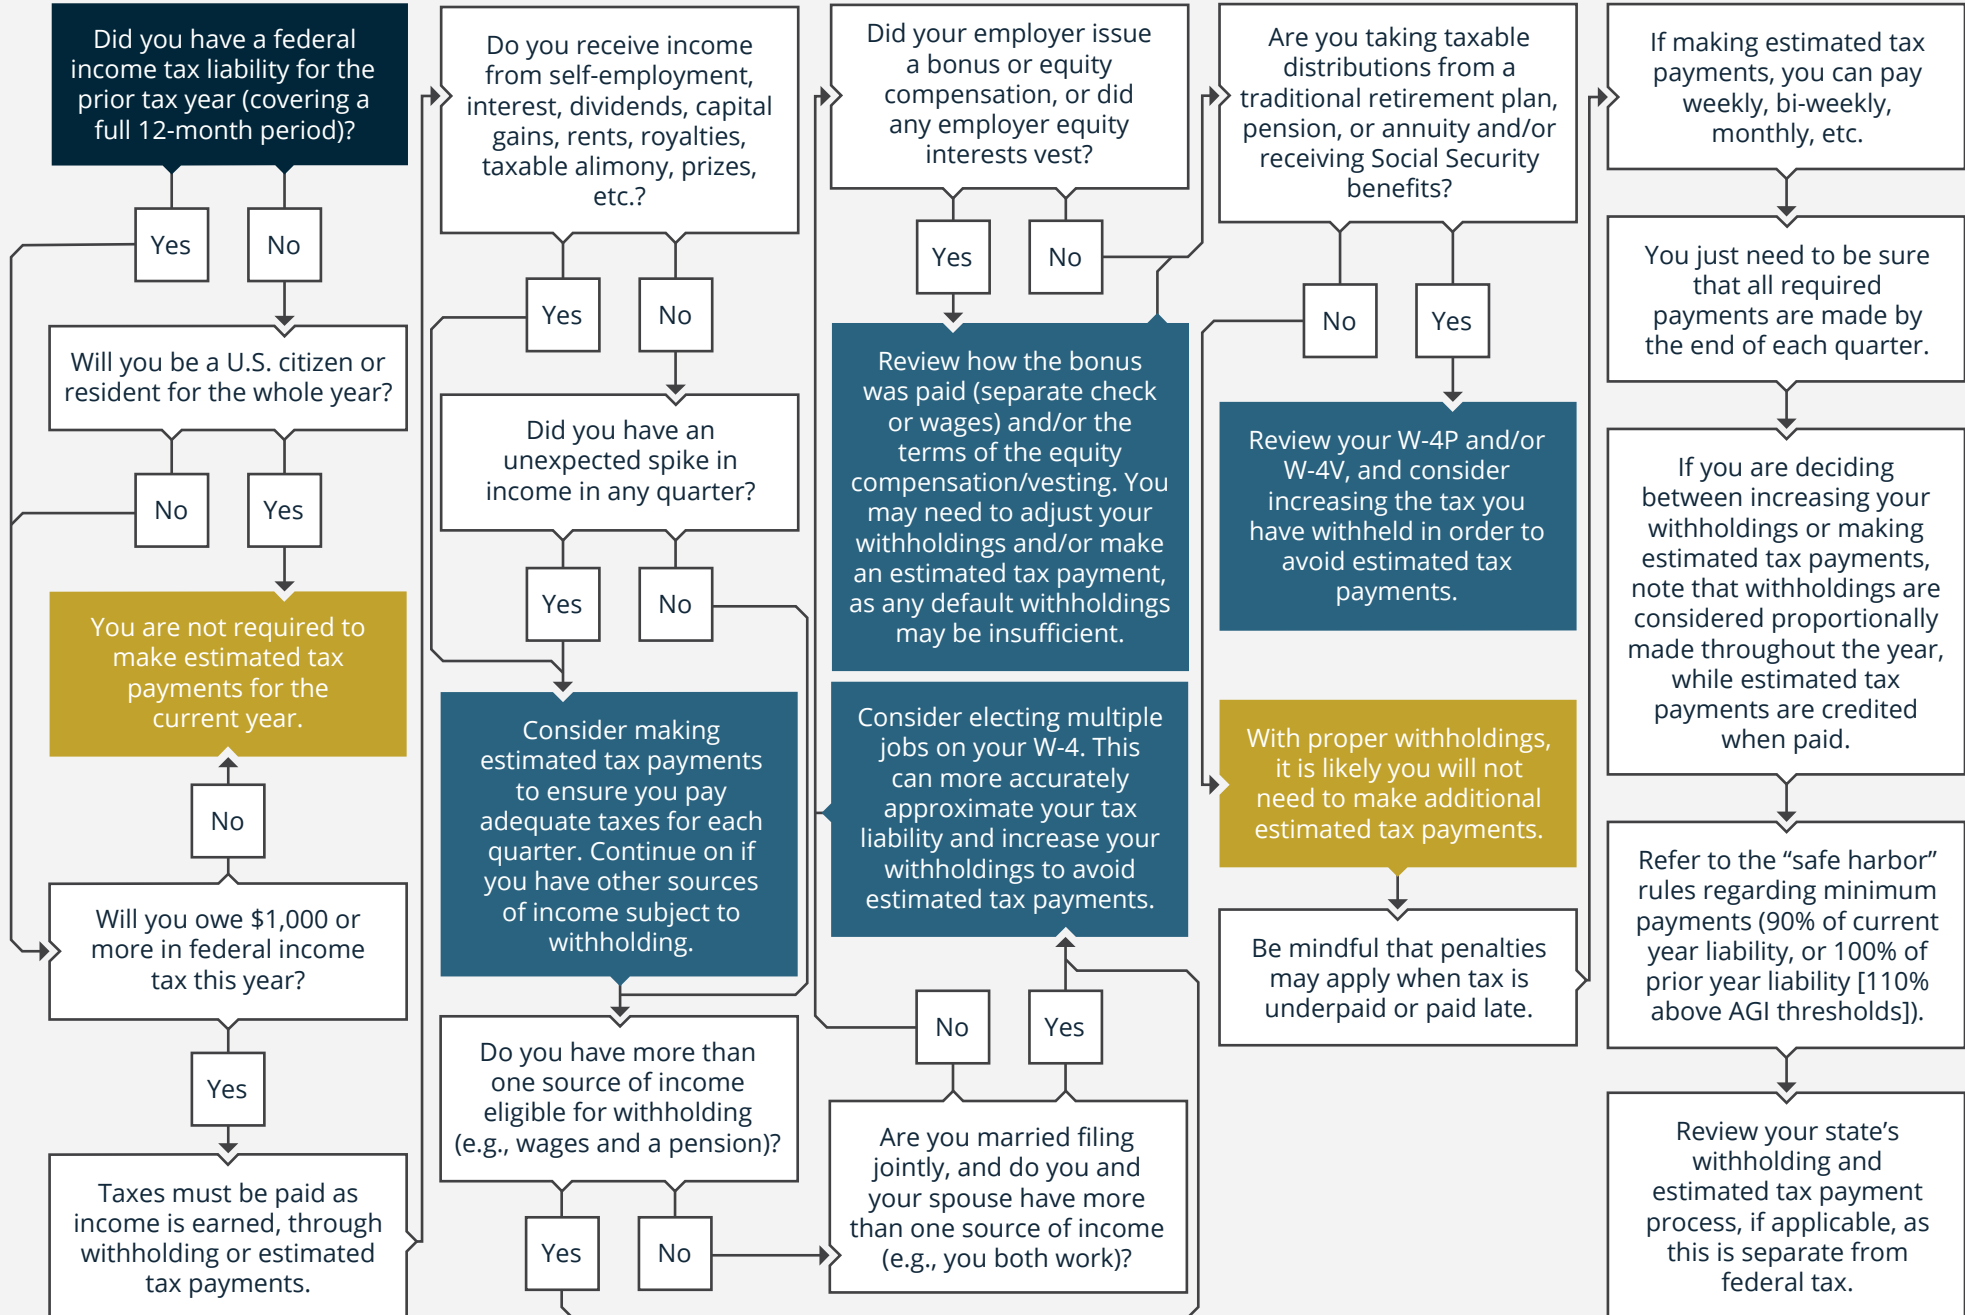 Did you have a federal
income tax liability for the
prior tax year (covering a
full 12-month period)?
Yes
No
Will you be a U.S. citizen or
resident for the whole year?
No
Yes
You are not required to
make estimated tax
payments for the
current year.
No
Will you owe $1,000 or
more in federal income
tax this year?
Yes
Taxes must be paid as
income is earned, through
withholding or estimated
tax payments.
Do you receive income
from self-employment,
interest, dividends, capital
gains, rents, royalties,
taxable alimony, prizes,
etc.?
Yes
No
Did you have an
unexpected spike in
income in any quarter?
Yes
No
Consider making
estimated tax payments
to ensure you pay
adequate taxes for each
quarter. Continue on if
you have other sources
of income subject to
withholding.
Do you have more than
one source of income
eligible for withholding
(e.g., wages and a pension)?
Yes
No
Did your employer issue
a bonus or equity
compensation, or did
any employer equity
interests vest?
Yes
No
Review how the bonus
was paid (separate check
or wages) and/or the
terms of the equity
compensation/vesting. You
may need to adjust your
withholdings and/or make
an estimated tax payment,
as any default withholdings
may be insufficient.
Consider electing multiple
jobs on your W-4. This
can more accurately
approximate your tax
liability and increase your
withholdings to avoid
estimated tax payments.
No
Yes
Are you married filing
jointly, and do you and
your spouse have more
than one source of income
(e.g., you both work)?
Are you taking taxable
distributions from a
traditional retirement plan,
pension, or annuity and/or
receiving Social Security
benefits?
No
Yes
Review your W-4P and/or
W-4V, and consider
increasing the tax you
have withheld in order to
avoid estimated tax
payments.
With proper withholdings,
it is likely you will not
need to make additional
estimated tax payments.
Be mindful that penalties
may apply when tax is
underpaid or paid late.
If making estimated tax
payments, you can pay
weekly, bi-weekly,
monthly, etc.
You just need to be sure
that all required
payments are made by
the end of each quarter.
If you are deciding
between increasing your
withholdings or making
estimated tax payments,
note that withholdings are
considered proportionally
made throughout the year,
while estimated tax
payments are credited
when paid.
Refer to the “safe harbor”
rules regarding minimum
payments (90% of current
year liability, or 100% of
prior year liability [110%
above AGI thresholds]).
Review your state’s
withholding and
estimated tax payment
process, if applicable, as
this is separate from
federal tax.